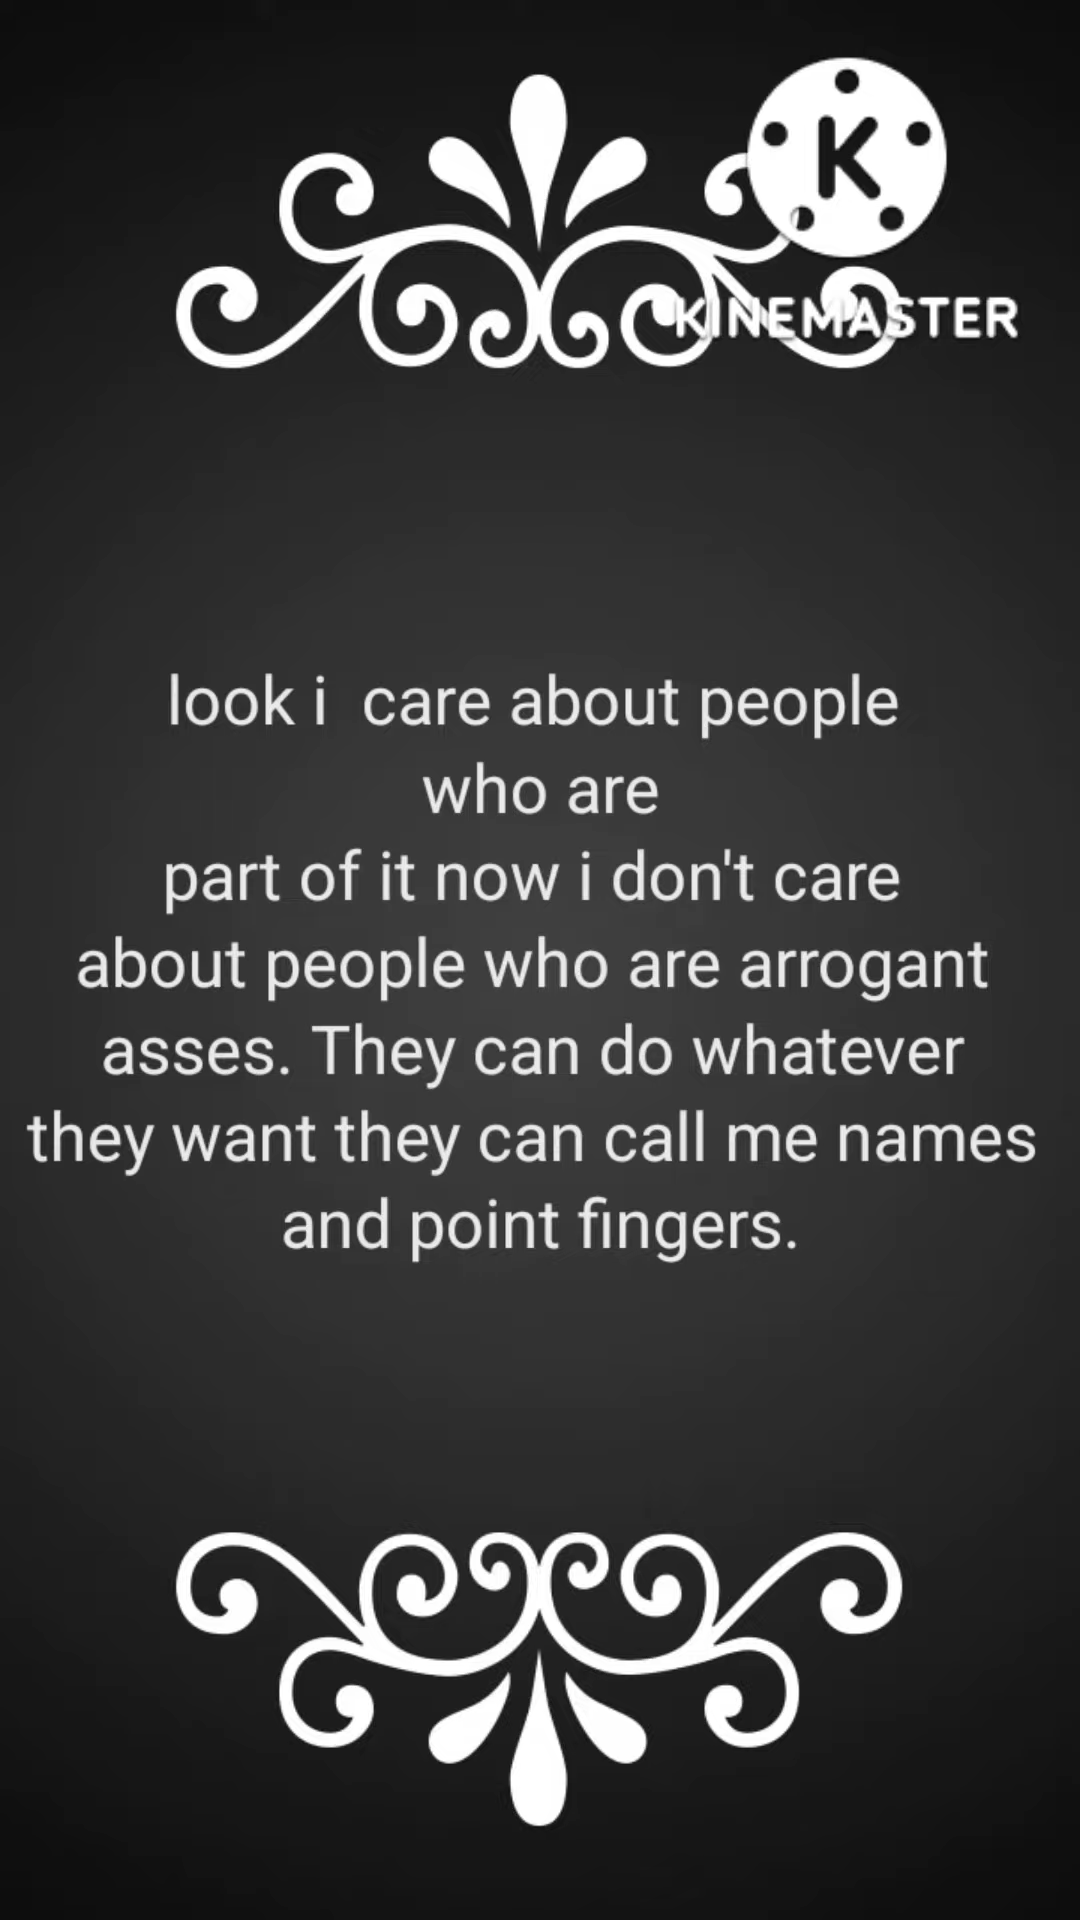 K
KINEMASTER
look i  care about people
who are
part of it now i don't care
about people who are arrogant
asses. They can do whatever
they want they can call me names
and point fingers.